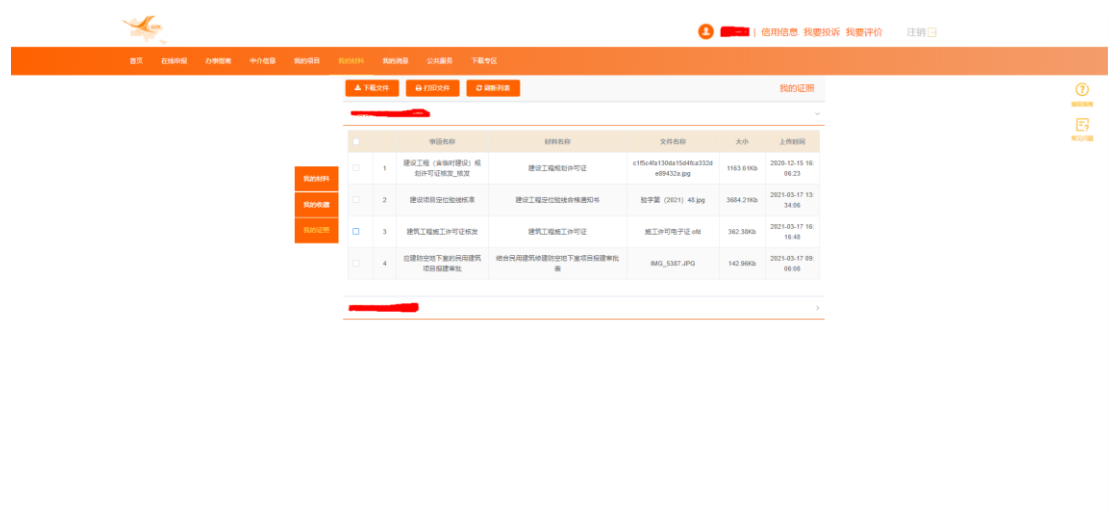 | 信用信息 我要投诉 我要评价 注销
首页 在线申报 办事指南 中介信息 我的项目 我的材料 我的消息 公共服务 下载专区
下载文件 打印文件 刷新列表 我的证照
事项名称 材料名称 文件名称 大小 上传时间
1 建设工程（含临时建设）规划许可证核发_核发 建设工程规划许可证 c1f5c4fa130da15d4fca332de89432a.jpg 1163.61Kb 2020-12-15 16:06:23
2 建设项目定位验线核准 建设工程定位验线合格通知书 验字第（2021）48.jpg 3684.21Kb 2021-03-17 13:34:06
3 建筑工程施工许可证核发 建筑工程施工许可证 施工许可电子证.ofd 362.38Kb 2021-03-17 16:16:48
4 应建防空地下室的民用建筑项目报建审批 结合民用建筑修建防空地下室项目报建审批表 IMG_5387.JPG 142.96Kb 2021-03-17 09:06:08
我的材料
我的收藏
我的证照
常见问题